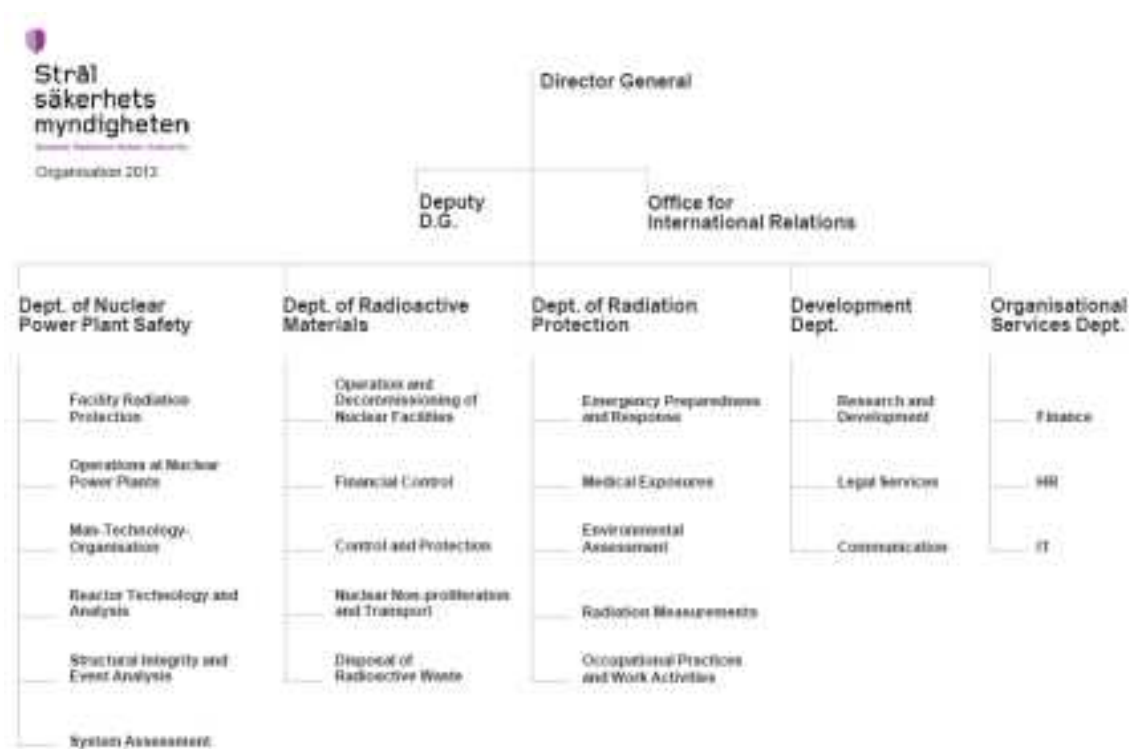 Strål
säkerhets
myndigheten
Organisation 2013
Director General
Deputy
D.G.
Office for
International Relations
Dept. of Nuclear
Power Plant Safety
Facility Radiation
Protection
Operations at Nuclear
Power Plants
Man-Technology-
Organisation
Reactor Technology and
Analysis
Structural Integrity and
Event Analysis
System Assessment
Dept. of Radioactive
Materials
Operation and
Decommissioning of
Nuclear Facilities
Financial Control
Control and Protection
Nuclear Non-proliferation
and Transport
Disposal of
Radioactive Waste
Dept. of Radiation
Protection
Emergency Preparedness
and Response
Medical Exposures
Environmental
Assessment
Radiation Measurements
Occupational Practices
and Work Activities
Development
Dept.
Research and
Development
Legal Services
Communication
Organisational
Services Dept.
Finance
HR
IT